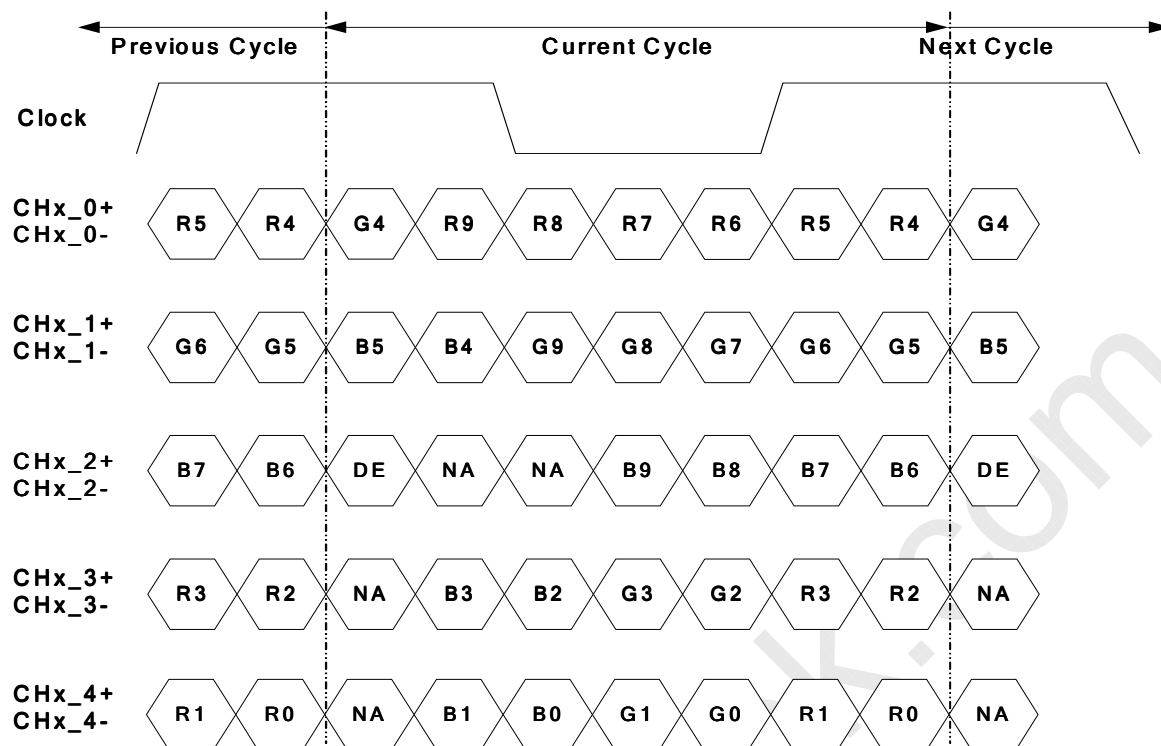 Previous Cycle Current Cycle Next Cycle
Clock
CHx_0+
CHx_0-
R5 R4 G4 R9 R8 R7 R6 R5 R4 G4
CHx_1+
CHx_1-
G6 G5 B5 B4 G9 G8 G7 G6 G5 B5
CHx_2+
CHx_2-
B7 B6 DE NA NA B9 B8 B7 B6 DE
CHx_3+
CHx_3-
R3 R2 NA B3 B2 G3 G2 R3 R2 NA
CHx_4+
CHx_4-
R1 R0 NA B1 B0 G1 G0 R1 R0 NA
k.com